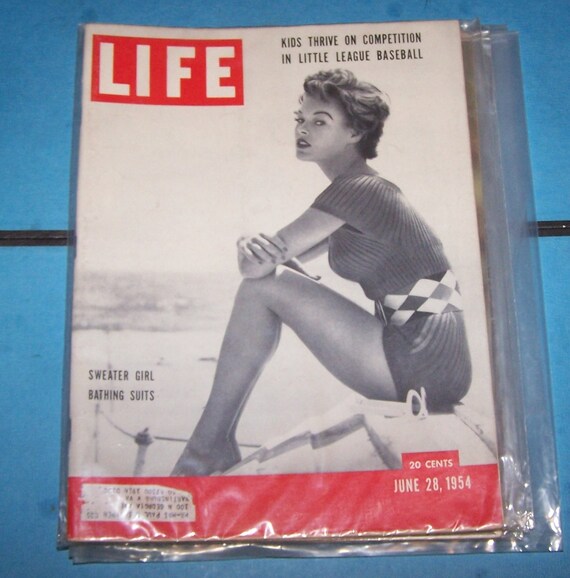 LIFE
KIDS THRIVE ON COMPETITION
IN LITTLE LEAGUE BASEBALL
SWEATER GIRL
BATHING SUITS
20 CENTS
JUNE 28, 1954